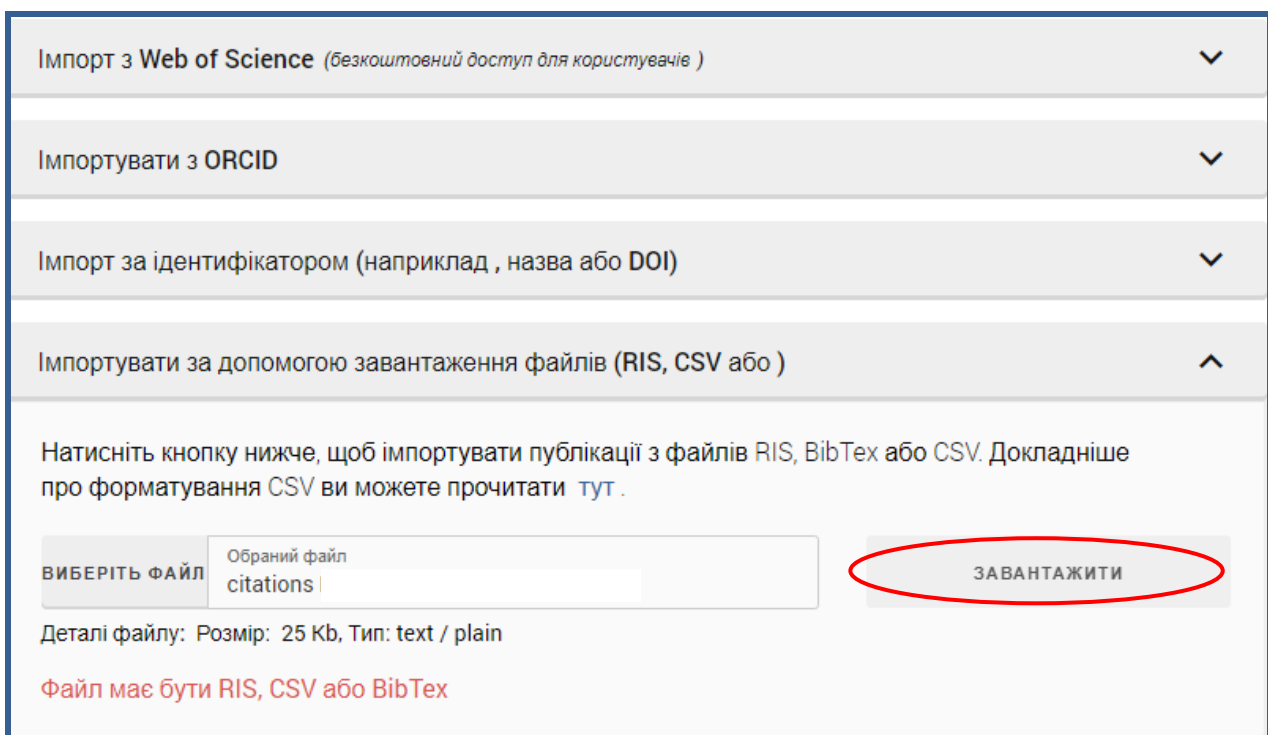 Імпорт з Web of Science (безкоштовний доступ для користувачів )
Імпортувати з ORCID
Імпорт за ідентифікатором (наприклад , назва або DOI)
Імпортувати за допомогою завантаження файлів (RIS, CSV або )
Натисніть кнопку нижче, щоб імпортувати публікації з файлів RIS, BibTex або CSV. Докладніше
про форматування CSV ви можете прочитати тут .
ВИБЕРІТЬ ФАЙЛ
Обраний файл
citations
ЗАВАНТАЖИТИ
Деталі файлу: Розмір: 25 Kb, Тип: text / plain
Файл має бути RIS, CSV або BibTex